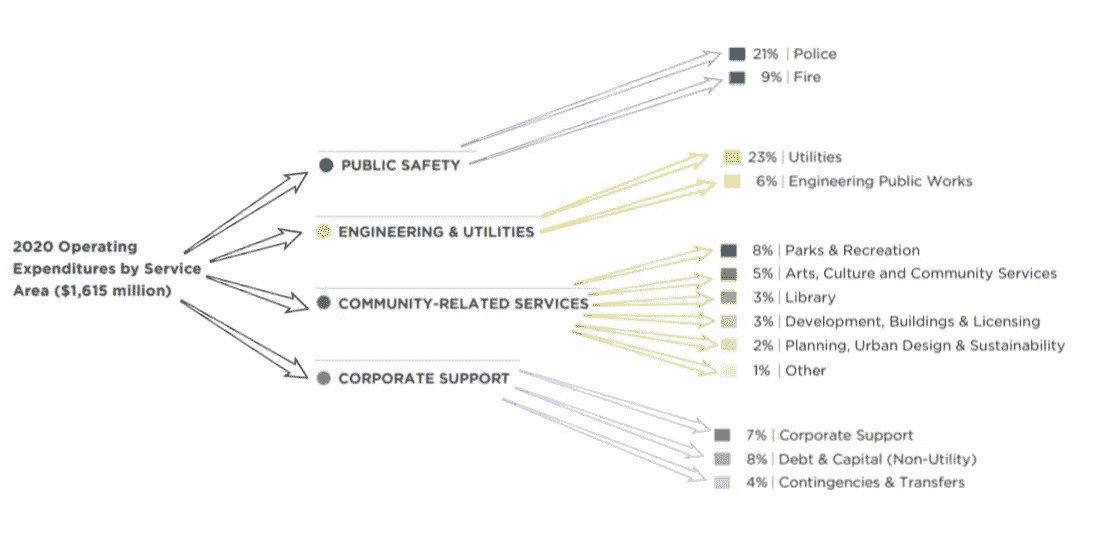 2020 Operating
Expenditures by Service
Area ($1,615 million)
PUBLIC SAFETY
21% | Police
9% | Fire
ENGINEERING & UTILITIES
23% | Utilities
6% | Engineering Public Works
COMMUNITY-RELATED SERVICES
8% | Parks & Recreation
5% | Arts, Culture and Community Services
3% | Library
3% | Development, Buildings & Licensing
2% | Planning, Urban Design & Sustainability
1% | Other
CORPORATE SUPPORT
7% | Corporate Support
8% | Debt & Capital (Non-Utility)
4% | Contingencies & Transfers